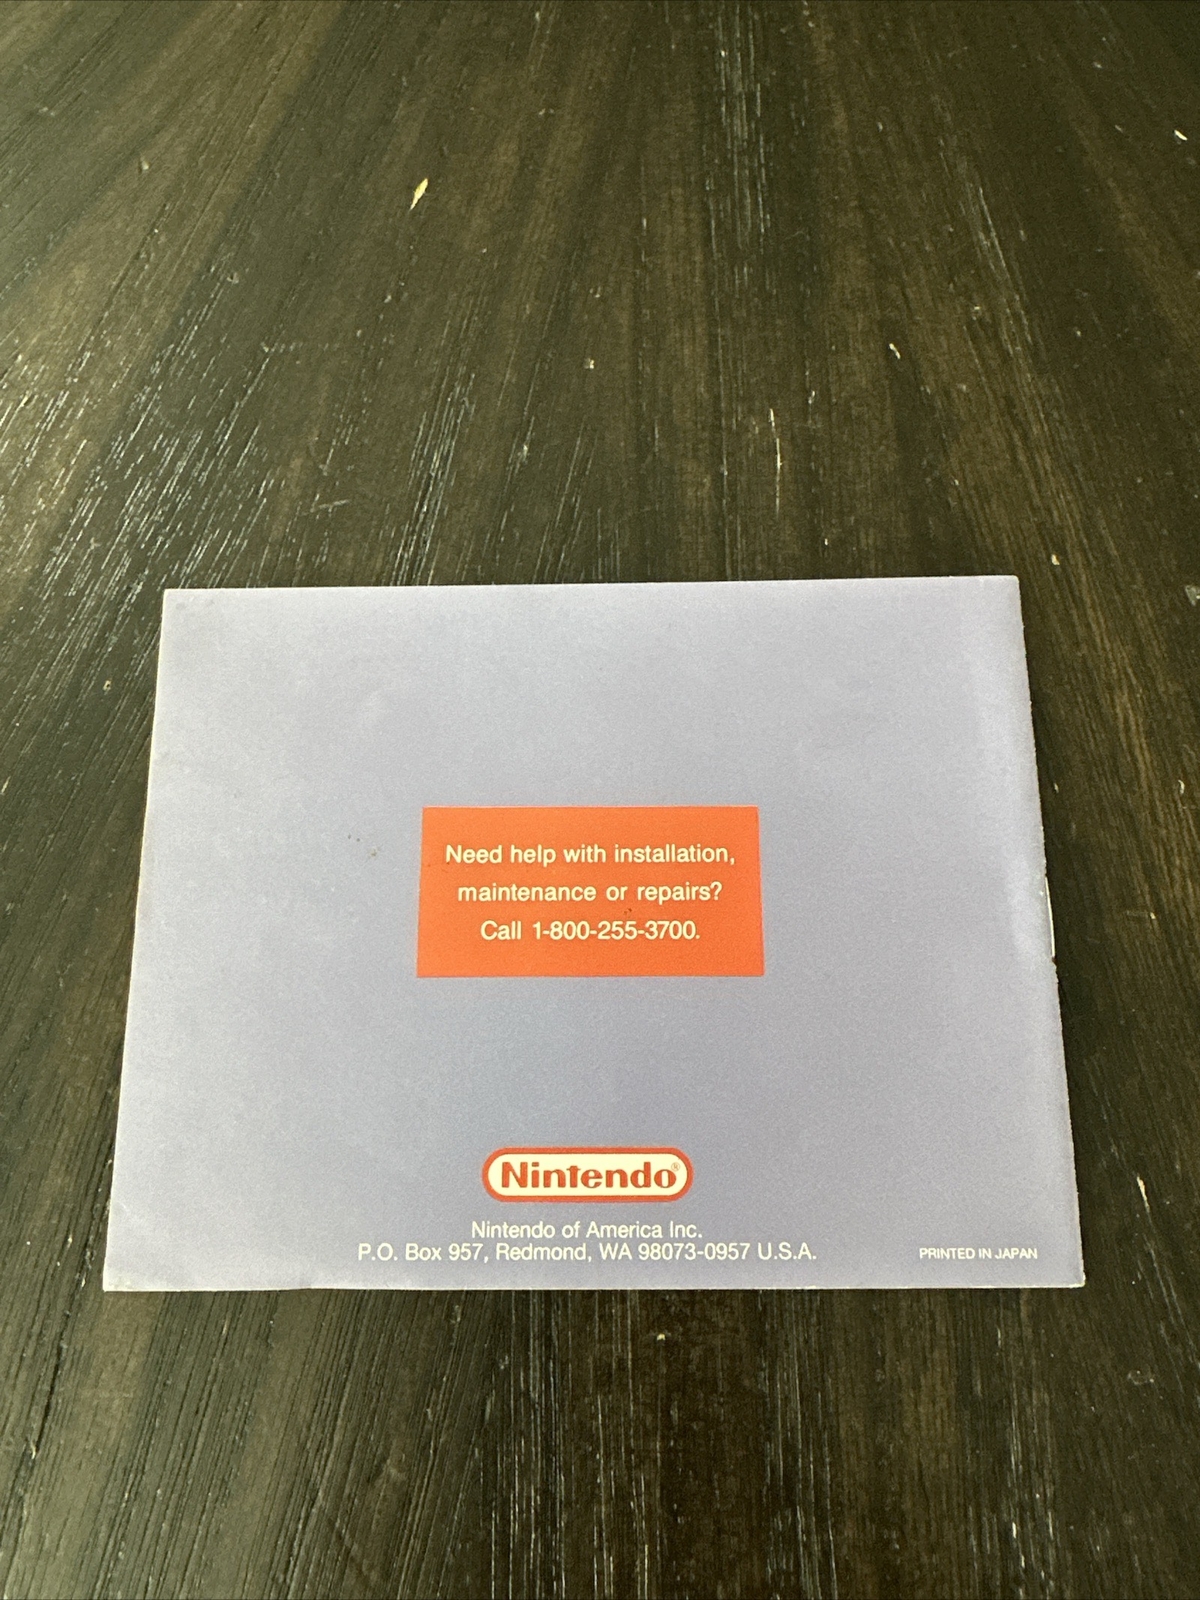 Need help with installation,
maintenance or repairs?
Call 1-800-255-3700.
Nintendo®
Nintendo of America Inc.
P.O. Box 957, Redmond, WA 98073-0957 U.S.A.
PRINTED IN JAPAN